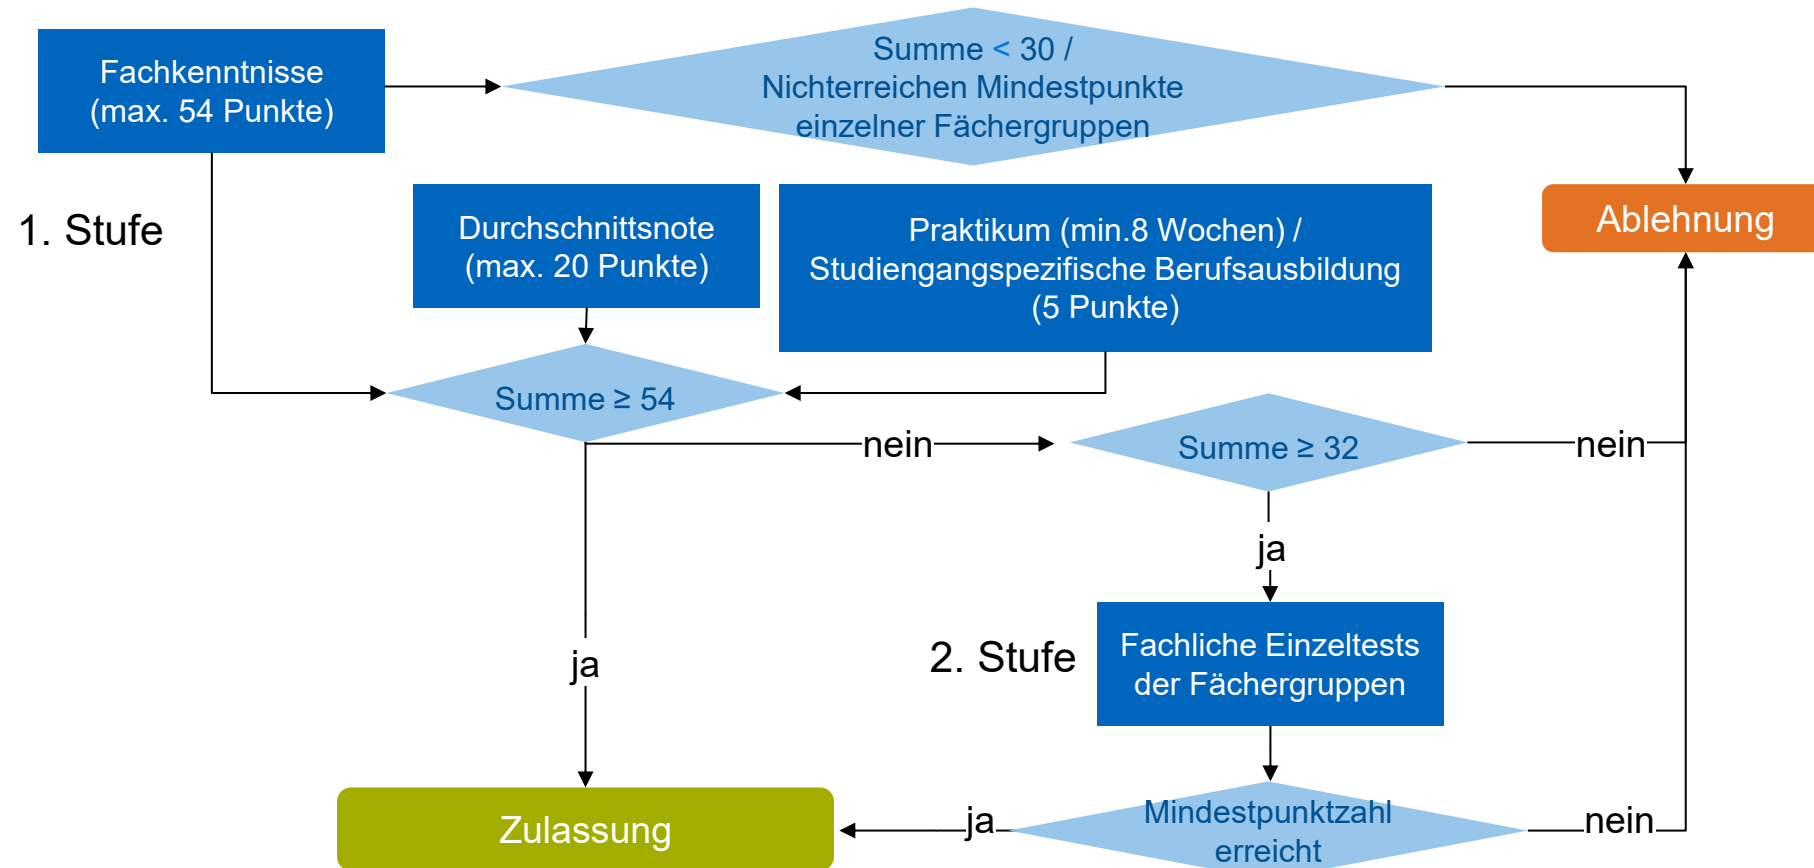 Fachkenntnisse
(max. 54 Punkte)
Summe < 30 /
Nichterreichen Mindestpunkte
einzelner Fächergruppen
1. Stufe
Durchschnittsnote
(max. 20 Punkte)
Praktikum (min.8 Wochen) /
Studiengangspezifische Berufsausbildung
(5 Punkte)
Ablehnung
Summe ≥ 54
nein
Summe ≥ 32
nein
ja
ja
2. Stufe
Fachliche Einzeltests
der Fächergruppen
Zulassung
ja
Mindestpunktzahl
erreicht
nein